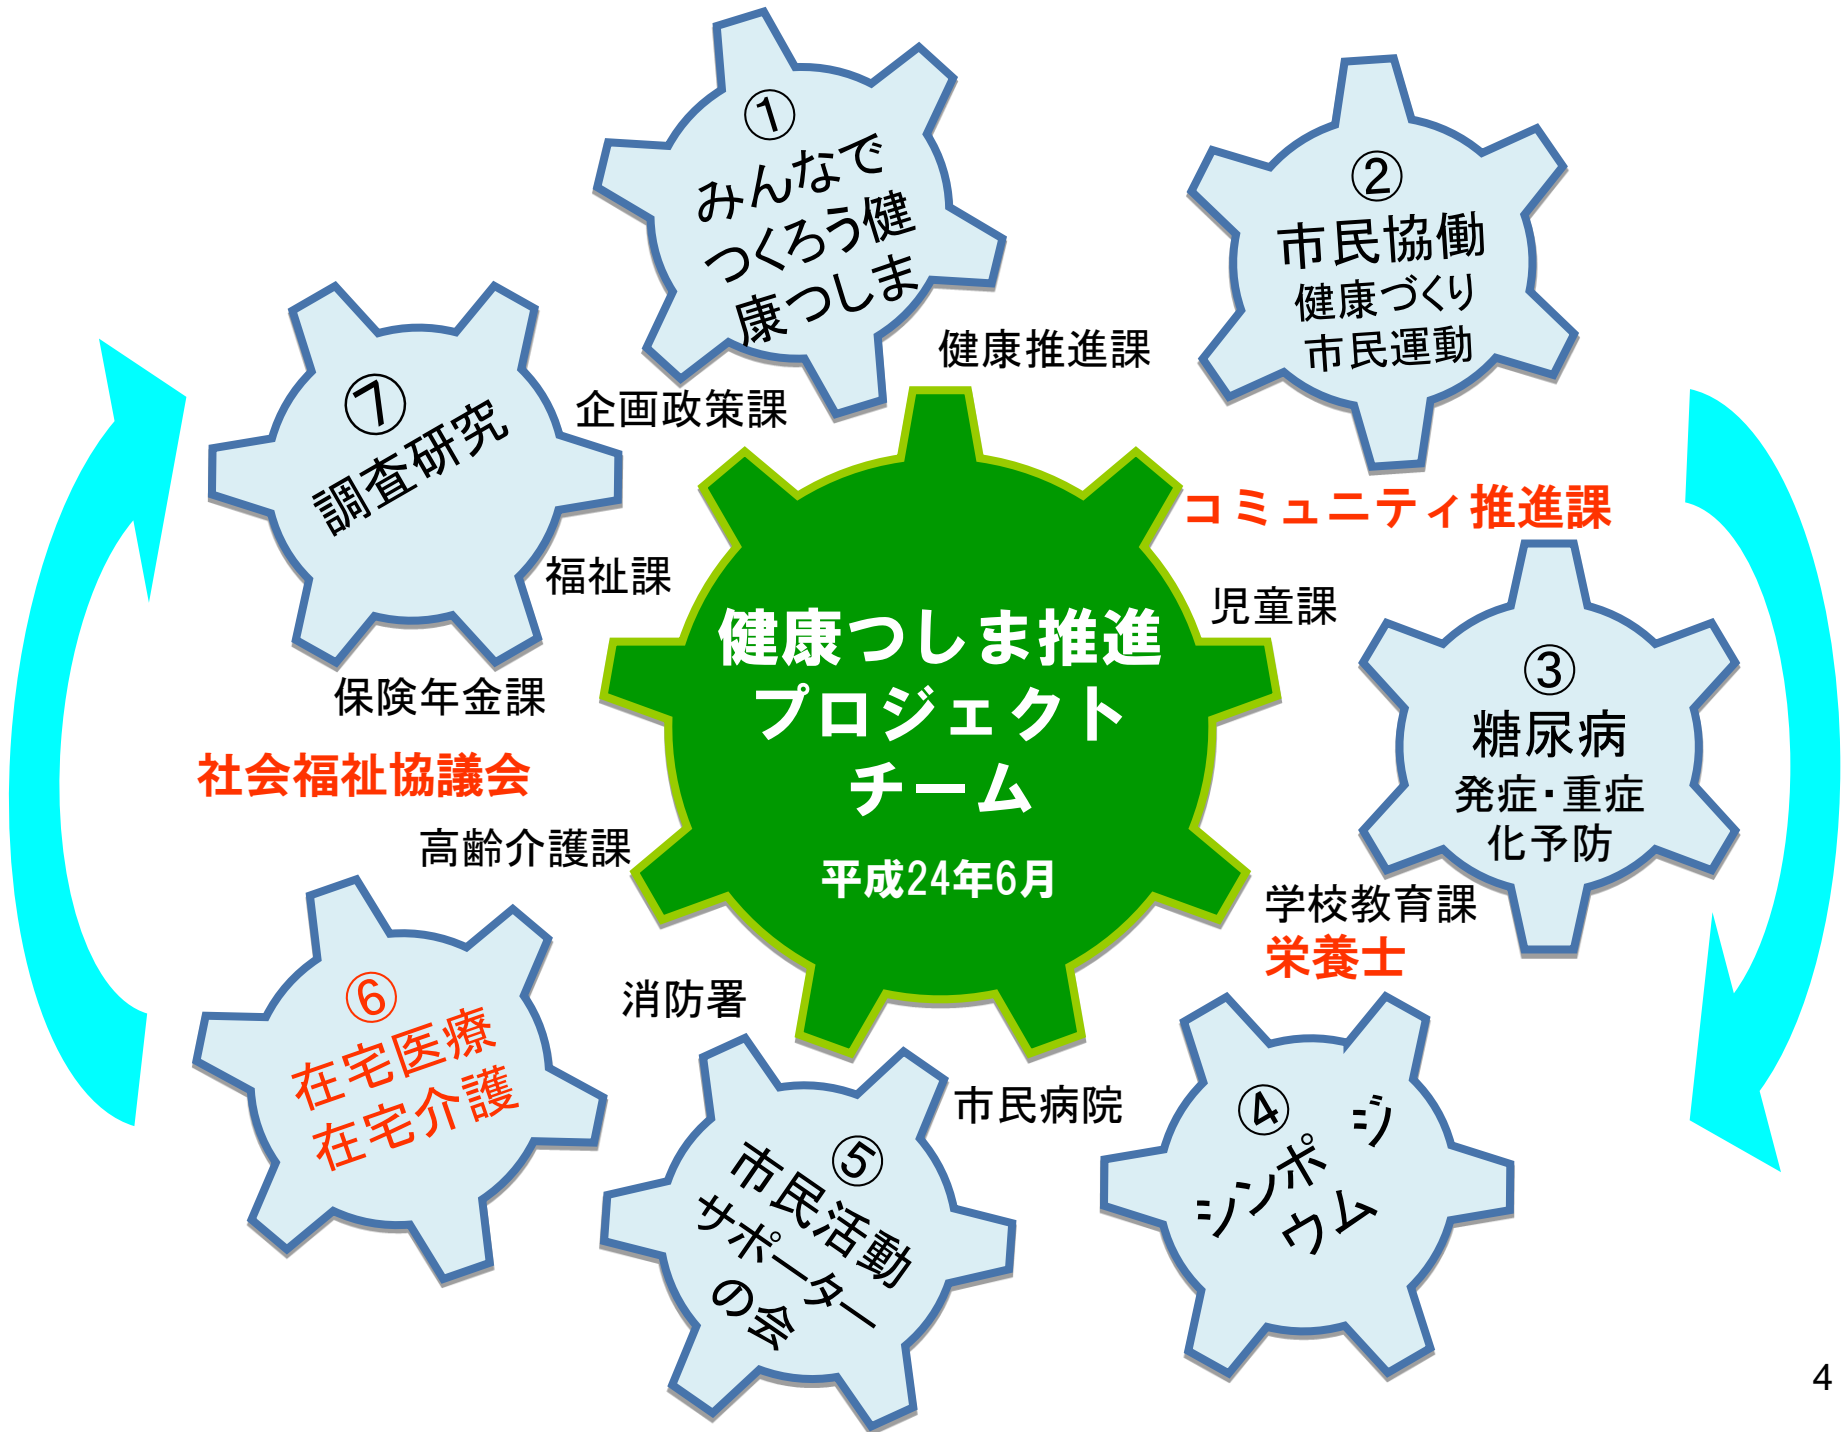 ①
みんなで
つくろう健
康つしま
②
市民協働
健康づくり
市民運動
健康推進課
企画政策課
⑦
調査研究
コミュニティ推進課
福祉課
児童課
健康つしま推進
プロジェクト
チーム
平成24年6月
③
糖尿病
発症・重症
化予防
保険年金課
社会福祉協議会
高齢介護課
学校教育課
栄養士
消防署
市民病院
⑥
在宅医療
在宅介護
⑤
市民活動
サポーター
の会
④
シンポジ
ウム
4